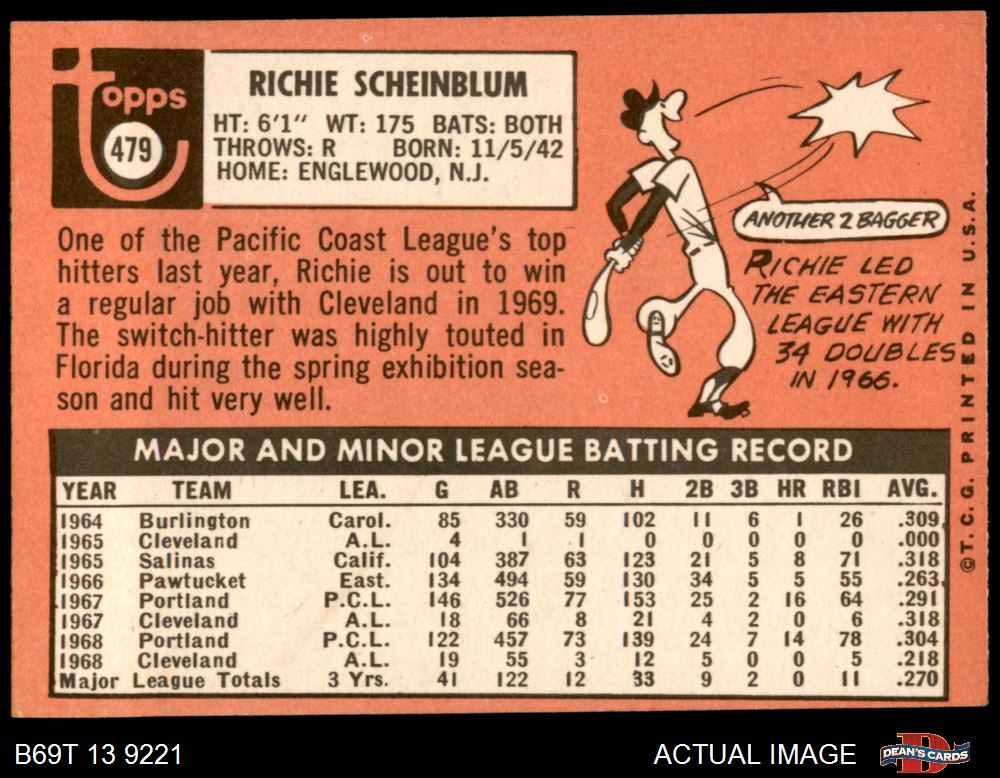 Topps
479
RICHIE SCHEINBLUM
HT: 6'1" WT: 175 BATS: BOTH
THROWS: R BORN: 11/5/42
HOME: ENGLEWOOD, N.J.
One of the Pacific Coast League's top
hitters last year, Richie is out to win
a regular job with Cleveland in 1969.
The switch-hitter was highly touted in
Florida during the spring exhibition sea-
son and hit very well.
ANOTHER 2 BAGGER
RICHIE LED
THE EASTERN
LEAGUE WITH
34 DOUBLES
IN 1966.
©T.C.G. PRINTED IN U.S.A.
MAJOR AND MINOR LEAGUE BATTING RECORD
YEAR TEAM LEA. G AB R H 2B 3B HR RBI AVG.
1964 Burlington Carol. 85 330 59 102 11 6 1 26 .309
1965 Cleveland A.L. 4 1 1 0 0 0 0 0 .000
1965 Salinas Calif. 104 387 63 123 21 5 8 71 .318
1966 Pawtucket East. 134 494 59 130 34 5 5 55 .263
1967 Portland P.C.L. 146 526 77 153 25 2 16 64 .291
1967 Cleveland A.L. 18 66 8 21 4 2 0 6 .318
1968 Portland P.C.L. 122 457 73 139 24 7 14 78 .304
1968 Cleveland A.L. 19 55 3 12 5 0 0 5 .218
Major League Totals 3 Yrs. 41 122 12 33 9 2 0 11 .270
B69T 13 9221
ACTUAL IMAGE
DEAN'S CARDS